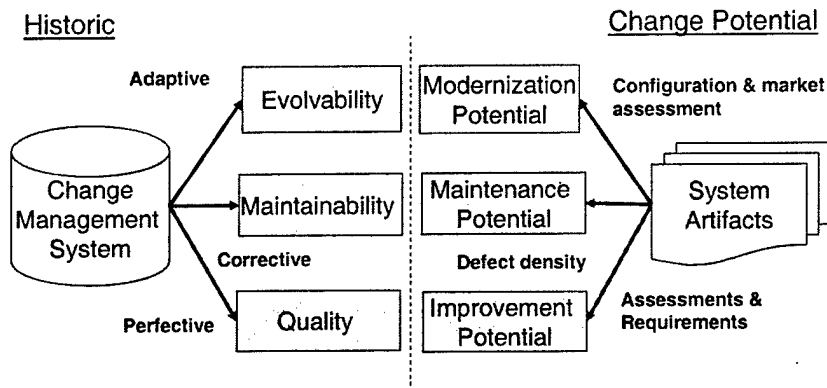 Historic
Change Potential
Adaptive
Evolvability
Modernization
Potential
Configuration & market
assessment
Change
Management
System
Maintainability
Maintenance
Potential
System
Artifacts
Corrective
Defect density
Perfective
Quality
Improvement
Potential
Assessments &
Requirements